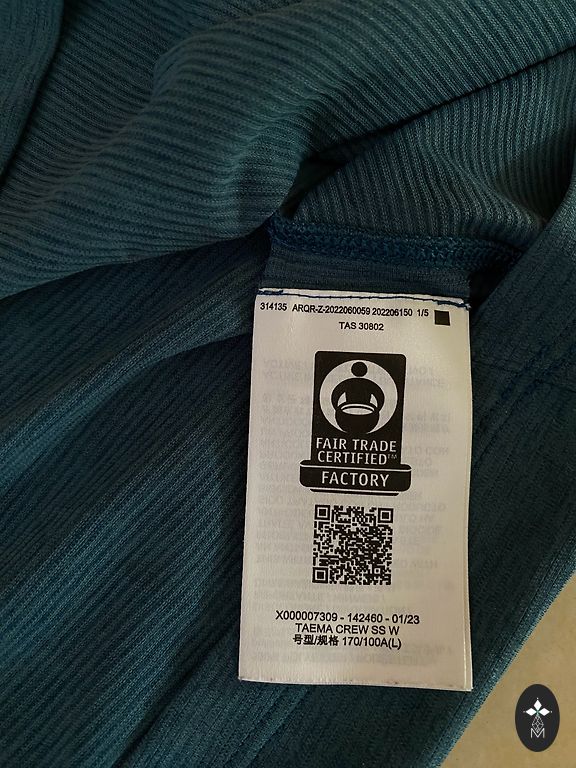 314135 ARQR-Z-2022060059 202206150 1/5
TAS 30802
FAIR TRADE
CERTIFIED™
FACTORY
X000007309 - 142460 - 01/23
TAEMA CREW SS W
号型/规格 170/100A(L)
M